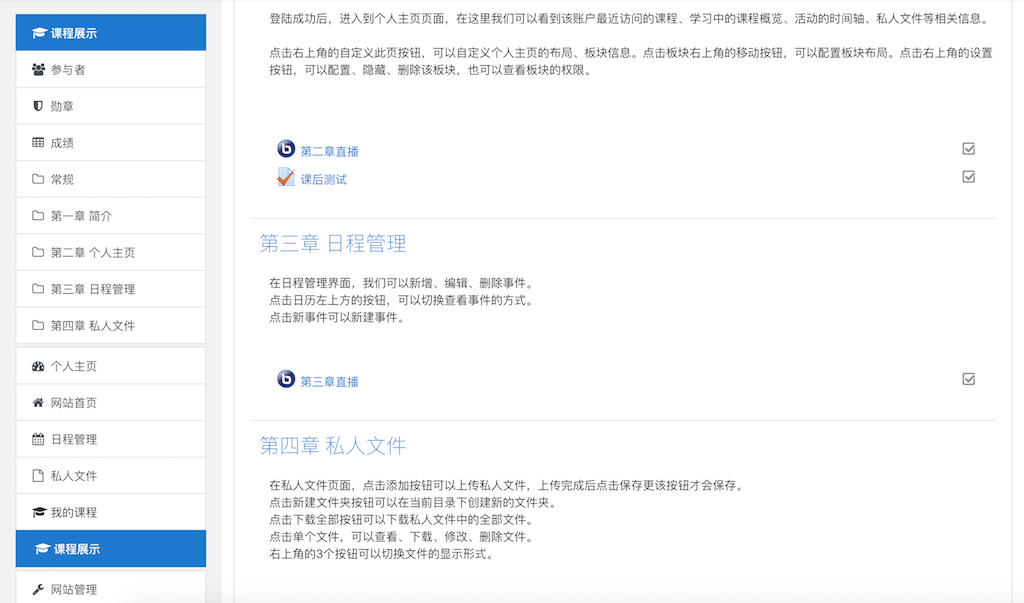 课程展示
参与者
勋章
成绩
常规
第一章 简介
第二章 个人主页
第三章 日程管理
第四章 私人文件
个人主页
网站首页
日程管理
私人文件
我的课程
课程展示
网站管理
登陆成功后，进入到个人主页页面，在这里我们可以看到该账户最近访问的课程、学习中的课程概览、活动的时间轴、私人文件等相关信息。
点击右上角的自定义此页按钮，可以自定义个人主页的布局、板块信息。点击板块右上角的移动按钮，可以配置板块布局。点击右上角的设置
按钮，可以配置、隐藏、删除该板块，也可以查看板块的权限。
第二章直播
课后测试
第三章 日程管理
在日程管理界面，我们可以新增、编辑、删除事件。
点击日历左上方的按钮，可以切换查看事件的方式。
点击新事件可以新建事件。
第三章直播
第四章 私人文件
在私人文件页面，点击添加按钮可以上传私人文件，上传完成后点击保存更该按钮才会保存。
点击新建文件夹按钮可以在当前目录下创建新的文件夹。
点击下载全部按钮可以下载私人文件中的全部文件。
点击单个文件，可以查看、下载、修改、删除文件。
右上角的3个按钮可以切换文件的显示形式。